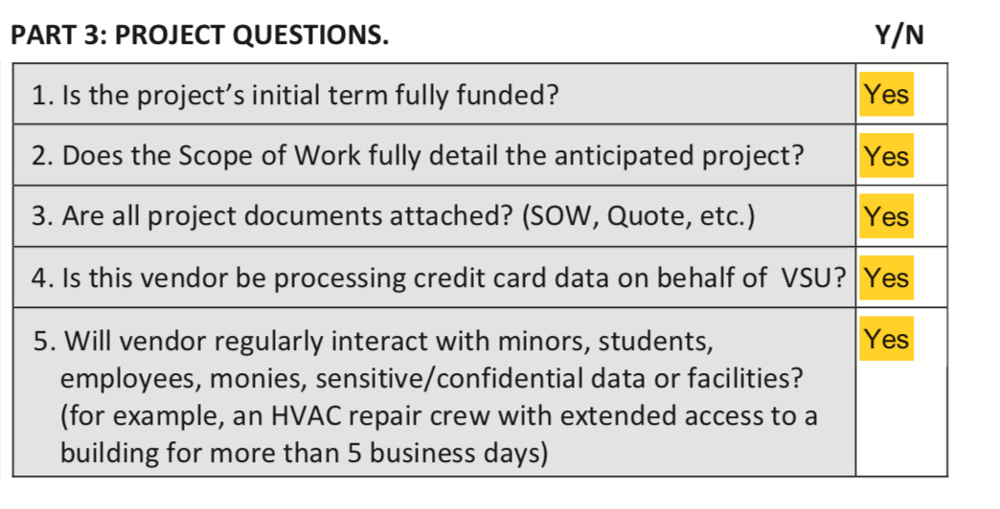 PART 3: PROJECT QUESTIONS. Y/N
1. Is the project’s initial term fully funded? Yes
2. Does the Scope of Work fully detail the anticipated project? Yes
3. Are all project documents attached? (SOW, Quote, etc.) Yes
4. Is this vendor be processing credit card data on behalf of VSU? Yes
5. Will vendor regularly interact with minors, students, Yes
employees, monies, sensitive/confidential data or facilities?
(for example, an HVAC repair crew with extended access to a
building for more than 5 business days)